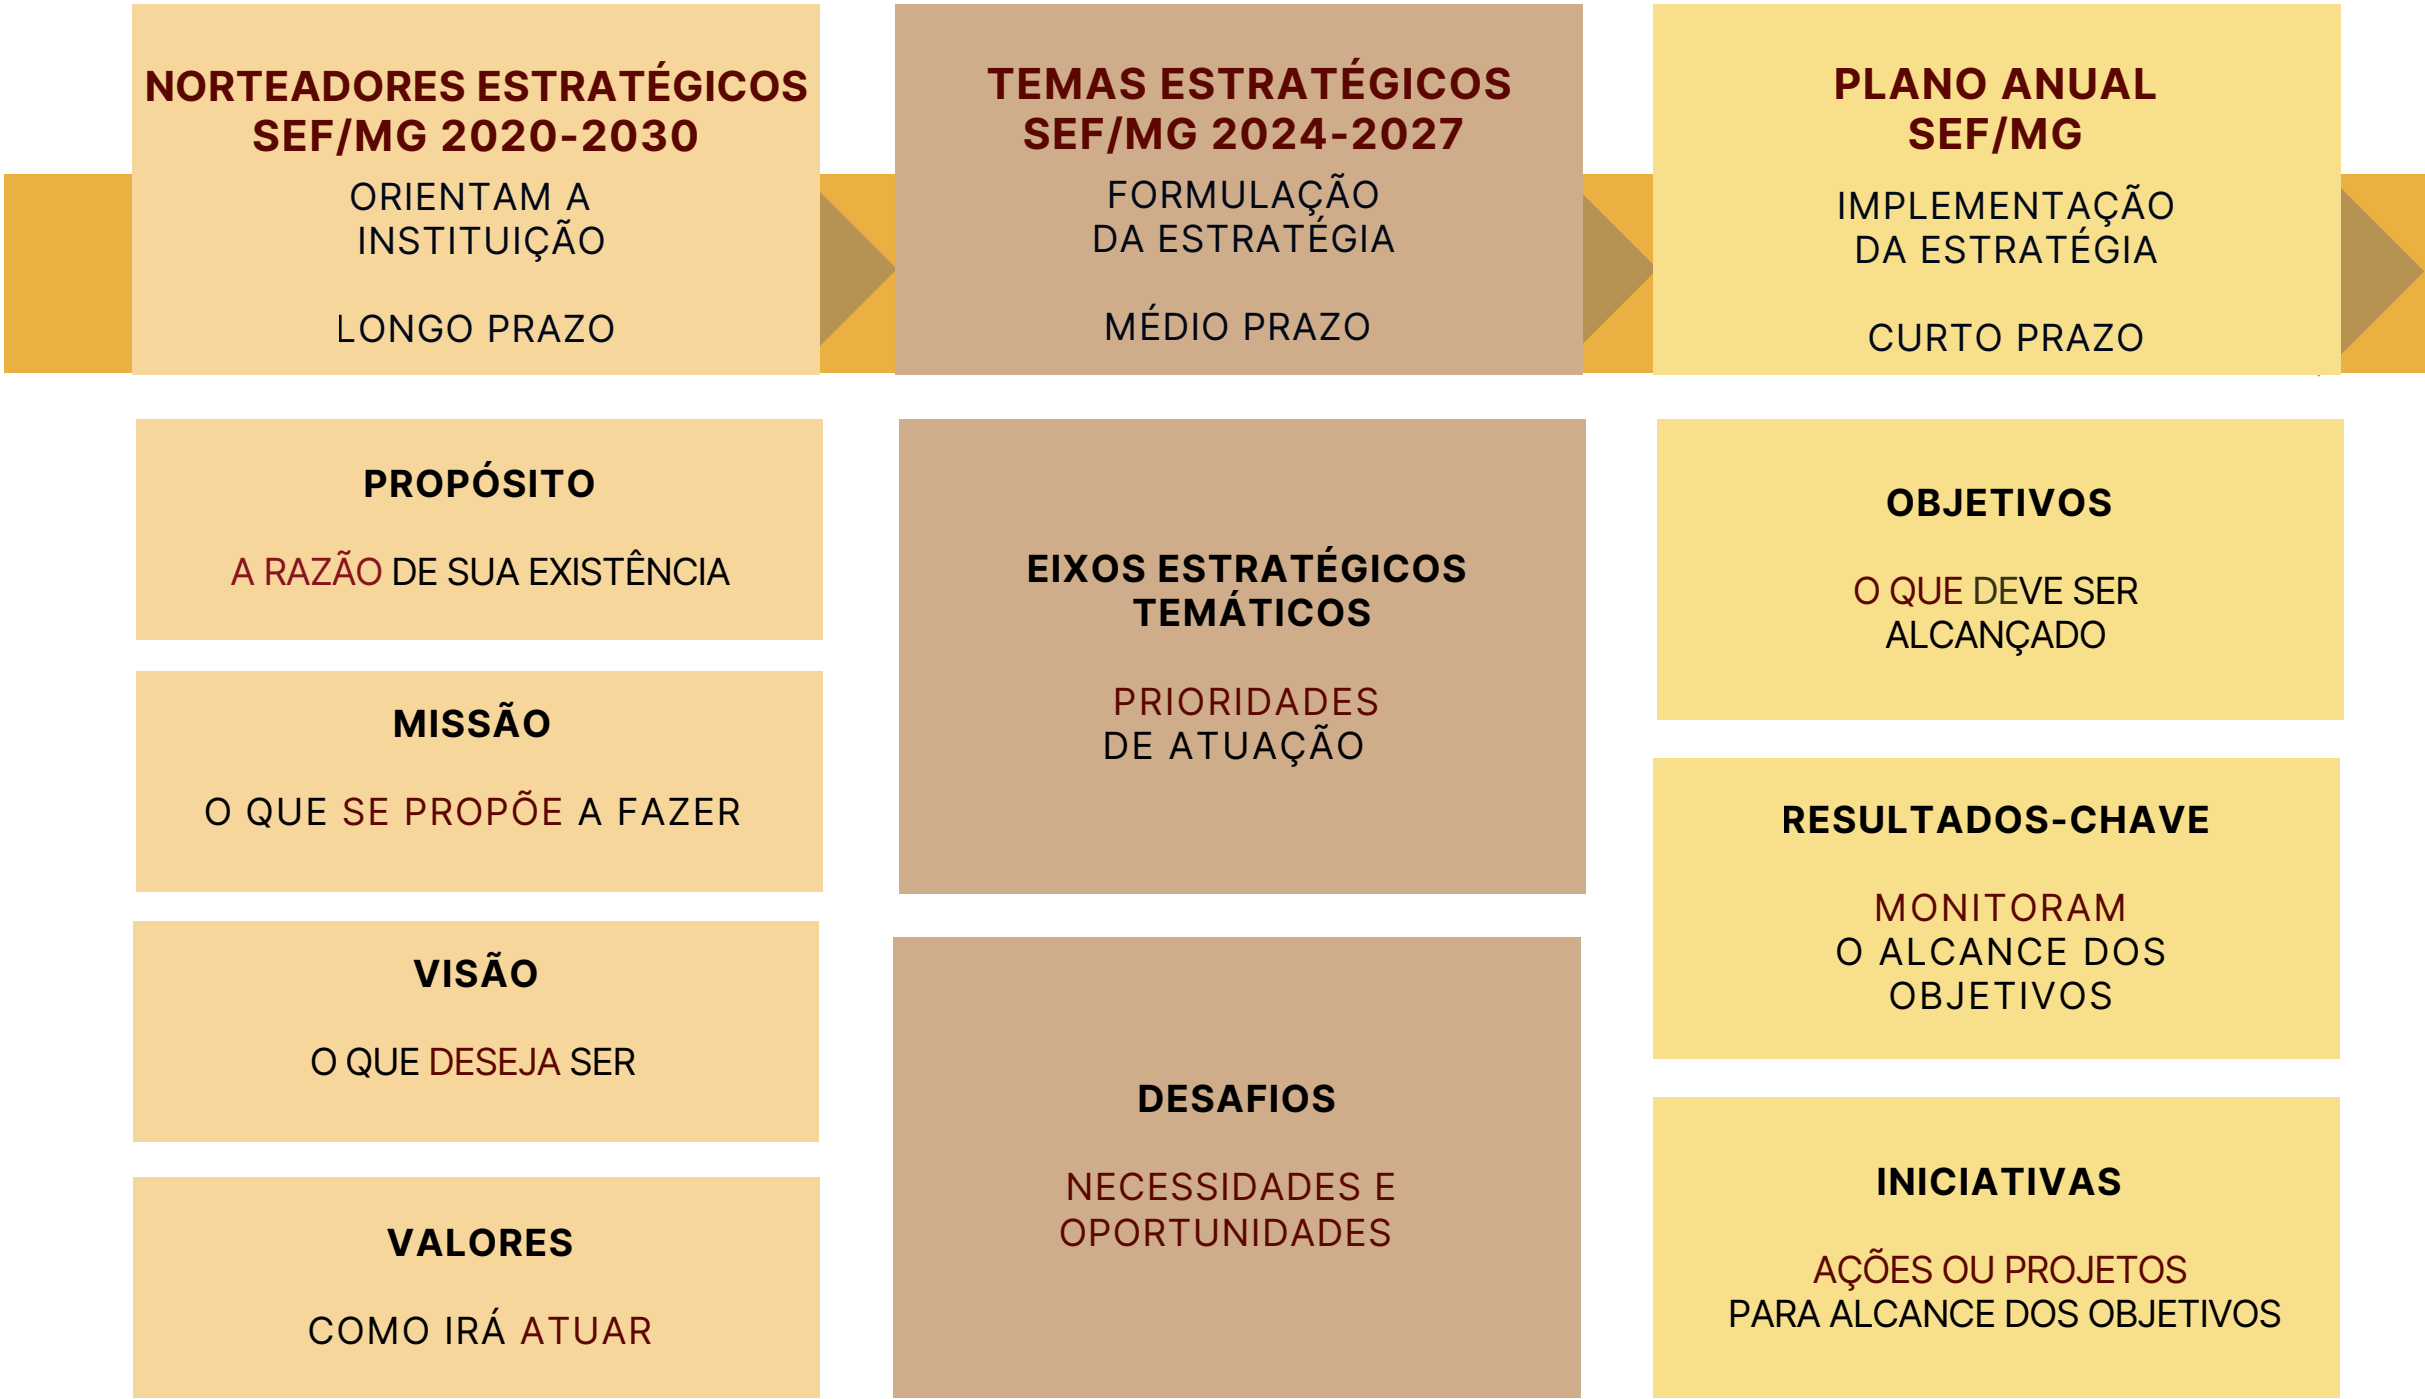 NORTEADORES ESTRATÉGICOS
SEF/MG 2020-2030
ORIENTAM A
INSTITUIÇÃO
LONGO PRAZO
PROPÓSITO
A RAZÃO DE SUA EXISTÊNCIA
MISSÃO
O QUE SE PROPÕE A FAZER
VISÃO
O QUE DESEJA SER
VALORES
COMO IRÁ ATUAR
TEMAS ESTRATÉGICOS
SEF/MG 2024-2027
FORMULAÇÃO
DA ESTRATÉGIA
MÉDIO PRAZO
EIXOS ESTRATÉGICOS
TEMÁTICOS
PRIORIDADES
DE ATUAÇÃO
DESAFIOS
NECESSIDADES E
OPORTUNIDADES
PLANO ANUAL
SEF/MG
IMPLEMENTAÇÃO
DA ESTRATÉGIA
CURTO PRAZO
OBJETIVOS
O QUE DEVE SER
ALCANÇADO
RESULTADOS-CHAVE
MONITORAM
O ALCANCE DOS
OBJETIVOS
INICIATIVAS
AÇÕES OU PROJETOS
PARA ALCANCE DOS OBJETIVOS